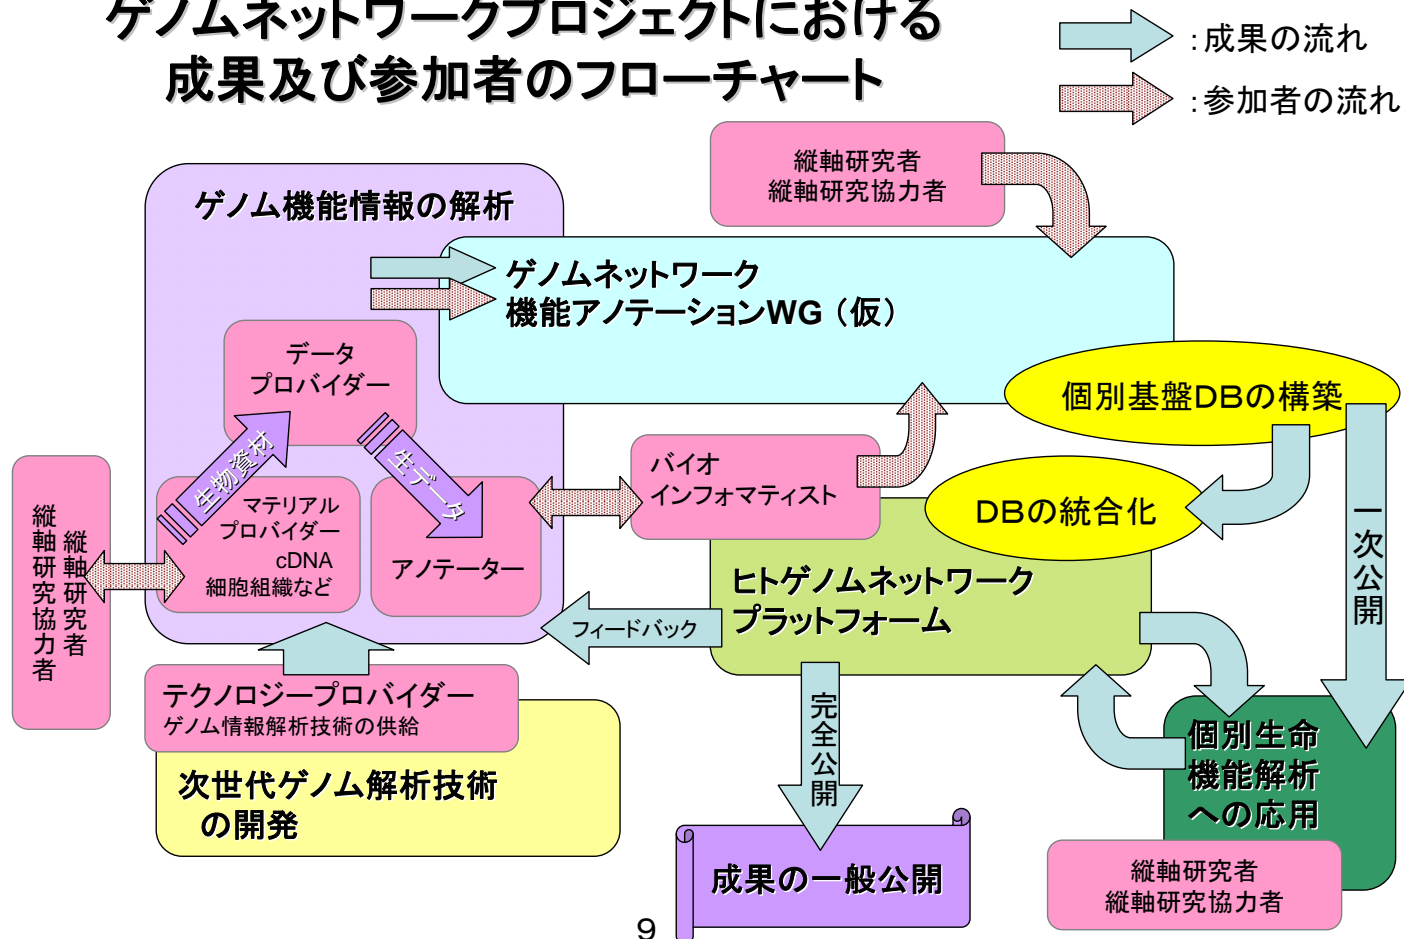 ゲノムネットワークプロジェクトにおける
成果及び参加者のフローチャート
：成果の流れ
：参加者の流れ
縦軸研究者
縦軸研究協力者
ゲノム機能情報の解析
ゲノムネットワーク
機能アノテーションWG（仮）
データ
プロバイダー
個別基盤DBの構築
生物資材
生データ
バイオ
インフォマティスト
DBの統合化
縦軸研究者
縦軸研究協力者
マテリアル
プロバイダー
cDNA
細胞組織など
アノテーター
一次公開
ヒトゲノムネットワーク
プラットフォーム
フィードバック
テクノロジープロバイダー
ゲノム情報解析技術の供給
完全公開
個別生命
機能解析
への応用
次世代ゲノム解析技術
の開発
成果の一般公開
縦軸研究者
縦軸研究協力者
9